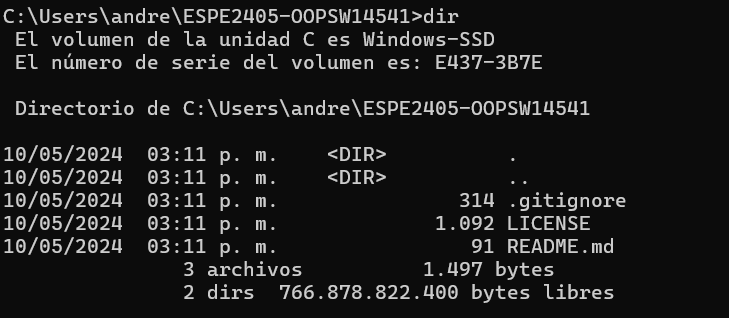 C:\Users\andre\ESPE2405-OOPSW14541>dir
El volumen de la unidad C es Windows-SSD
El número de serie del volumen es: E437-3B7E
Directorio de C:\Users\andre\ESPE2405-OOPSW14541
10/05/2024  03:11 p. m.    <DIR>          .
10/05/2024  03:11 p. m.    <DIR>          ..
10/05/2024  03:11 p. m.               314 .gitignore
10/05/2024  03:11 p. m.             1.092 LICENSE
10/05/2024  03:11 p. m.                91 README.md
3 archivos          1.497 bytes
2 dirs  766.878.822.400 bytes libres